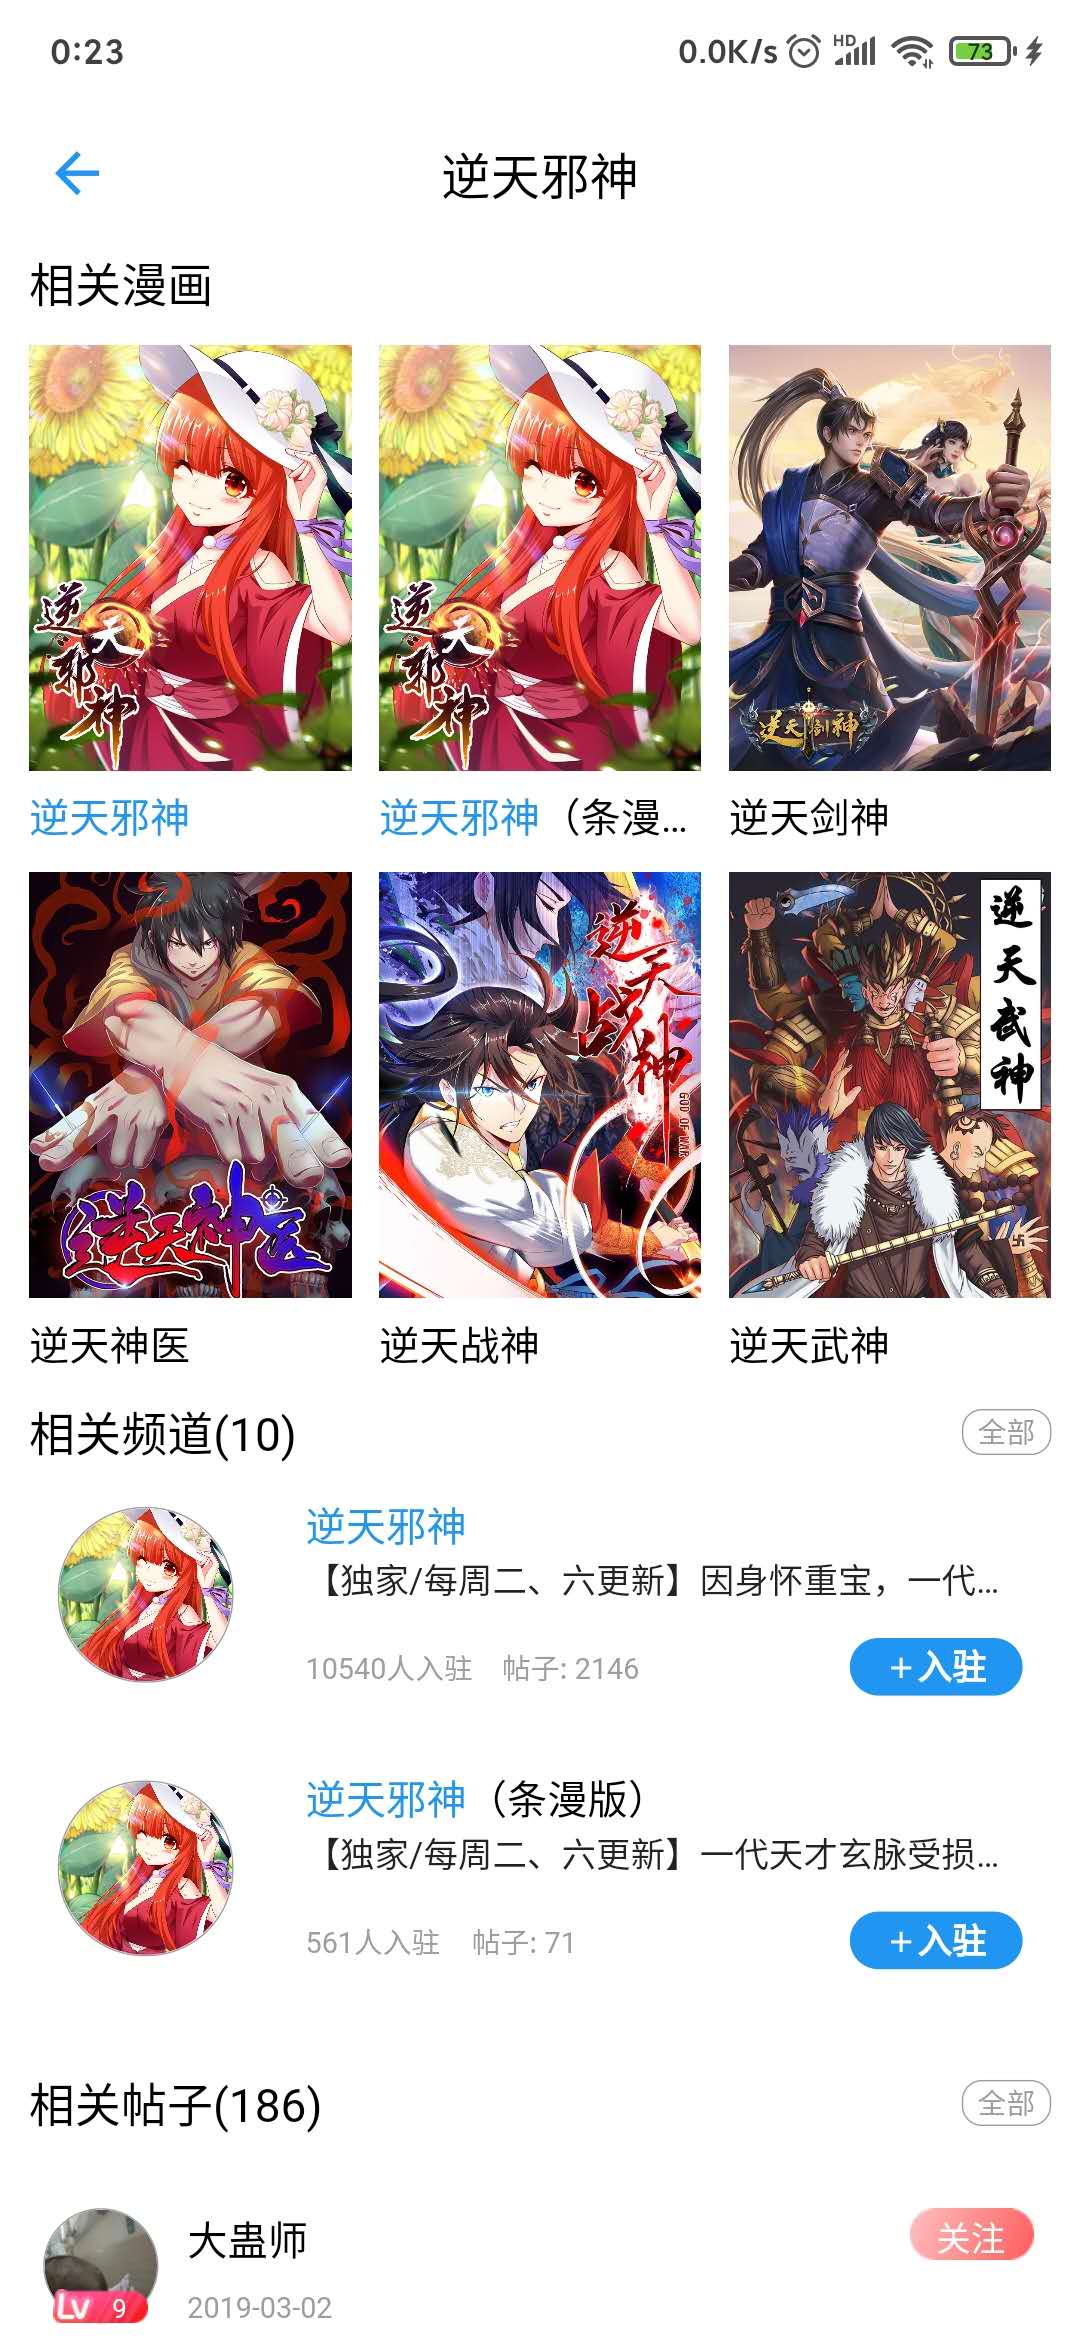 0:23 0.0K/s HD 73
逆天邪神
相关漫画
逆天邪神
逆天邪神
逆天剑神
逆天邪神
逆天邪神（条漫...
逆天剑神
逆天神医
逆天战神
GOD OF WAR
逆天武神
逆天神医
逆天战神
逆天武神
相关频道(10)
全部
逆天邪神
【独家/每周二、六更新】因身怀重宝，一代...
10540人入驻 帖子: 2146
+入驻
逆天邪神（条漫版）
【独家/每周二、六更新】一代天才玄脉受损...
561人入驻 帖子: 71
+入驻
相关帖子(186)
全部
大蛊师
关注
Lv 9
2019-03-02